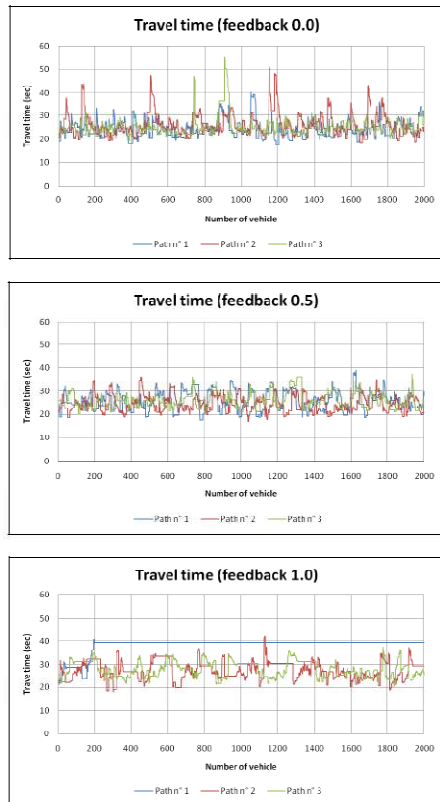 Travel time (feedback 0.0)
60
50
40
30
20
10
0
Travel time (sec)
0 200 400 600 800 1000 1200 1400 1600 1800 2000
Number of vehicle
Path n° 1 Path n° 2 Path n° 3
Travel time (feedback 0.5)
60
50
40
30
20
10
0
Travel time (sec)
0 200 400 600 800 1000 1200 1400 1600 1800 2000
Number of vehicle
Path n° 1 Path n° 2 Path n° 3
Travel time (feedback 1.0)
60
50
40
30
20
10
0
Travel time (sec)
0 200 400 600 800 1000 1200 1400 1600 1800 2000
Number of vehicle
Path n° 1 Path n° 2 Path n° 3